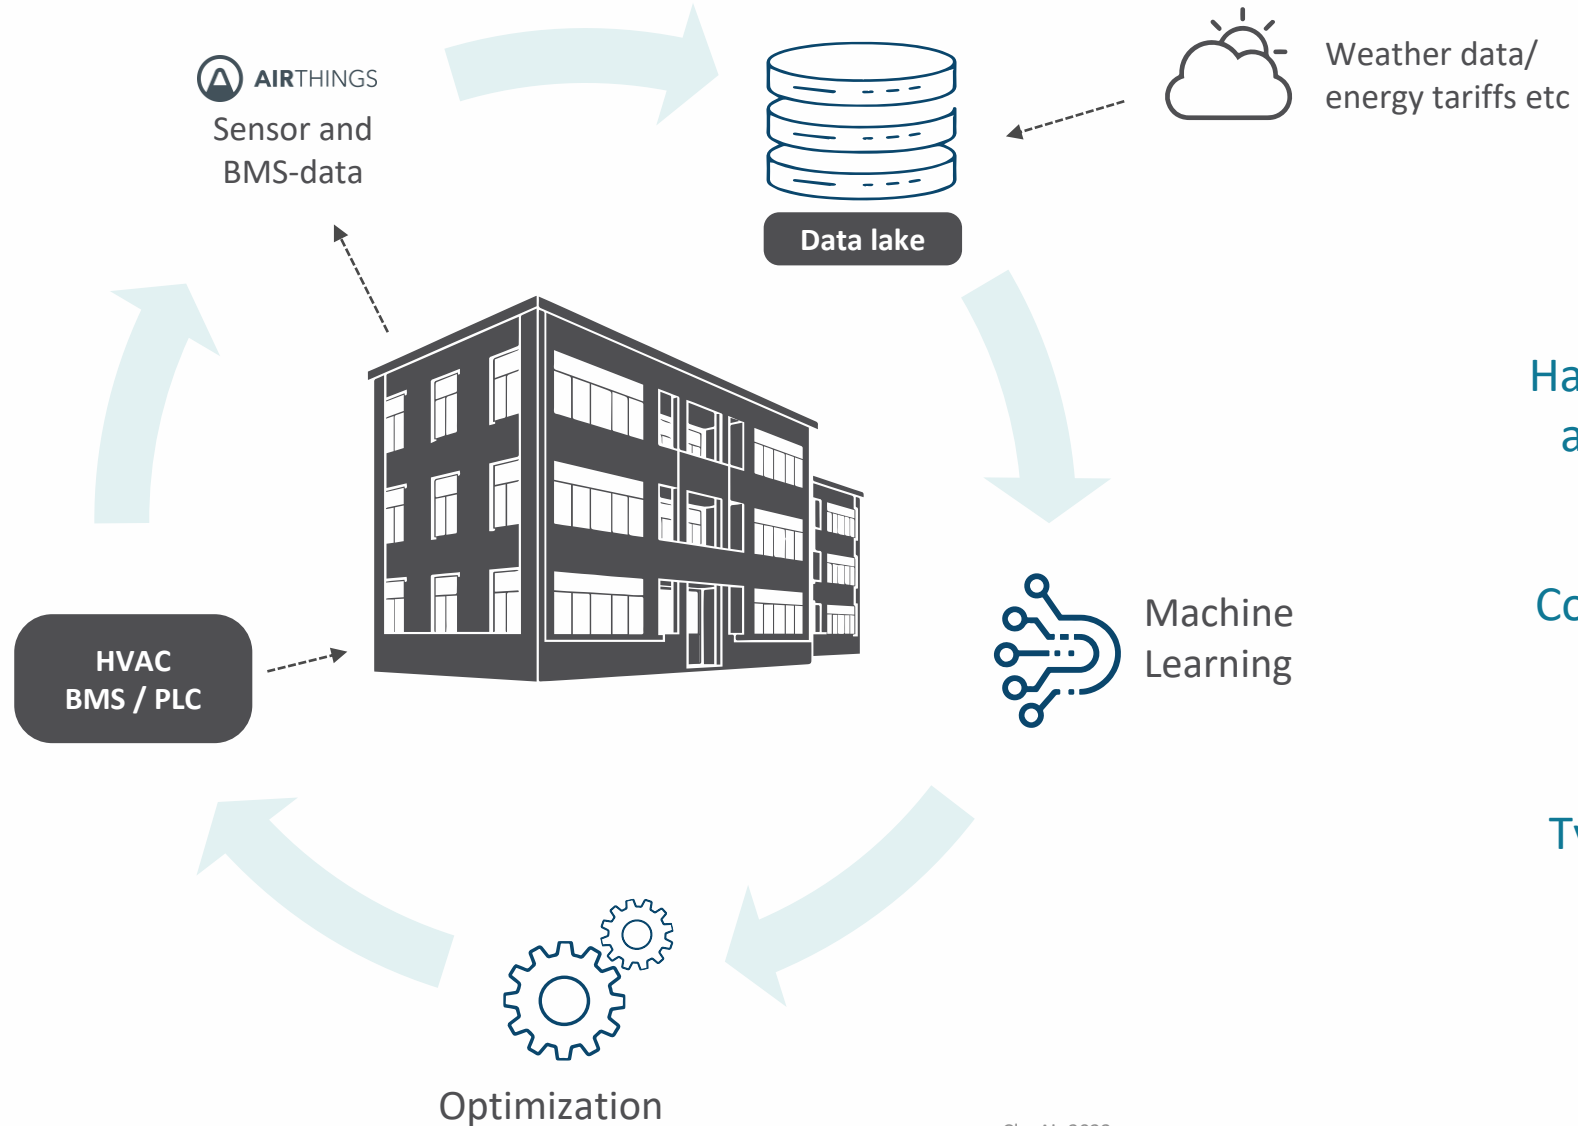 AIRTHINGS
Sensor and
BMS-data
Data lake
Weather data/
energy tariffs etc
Machine
Learning
HVAC
BMS / PLC
Optimization